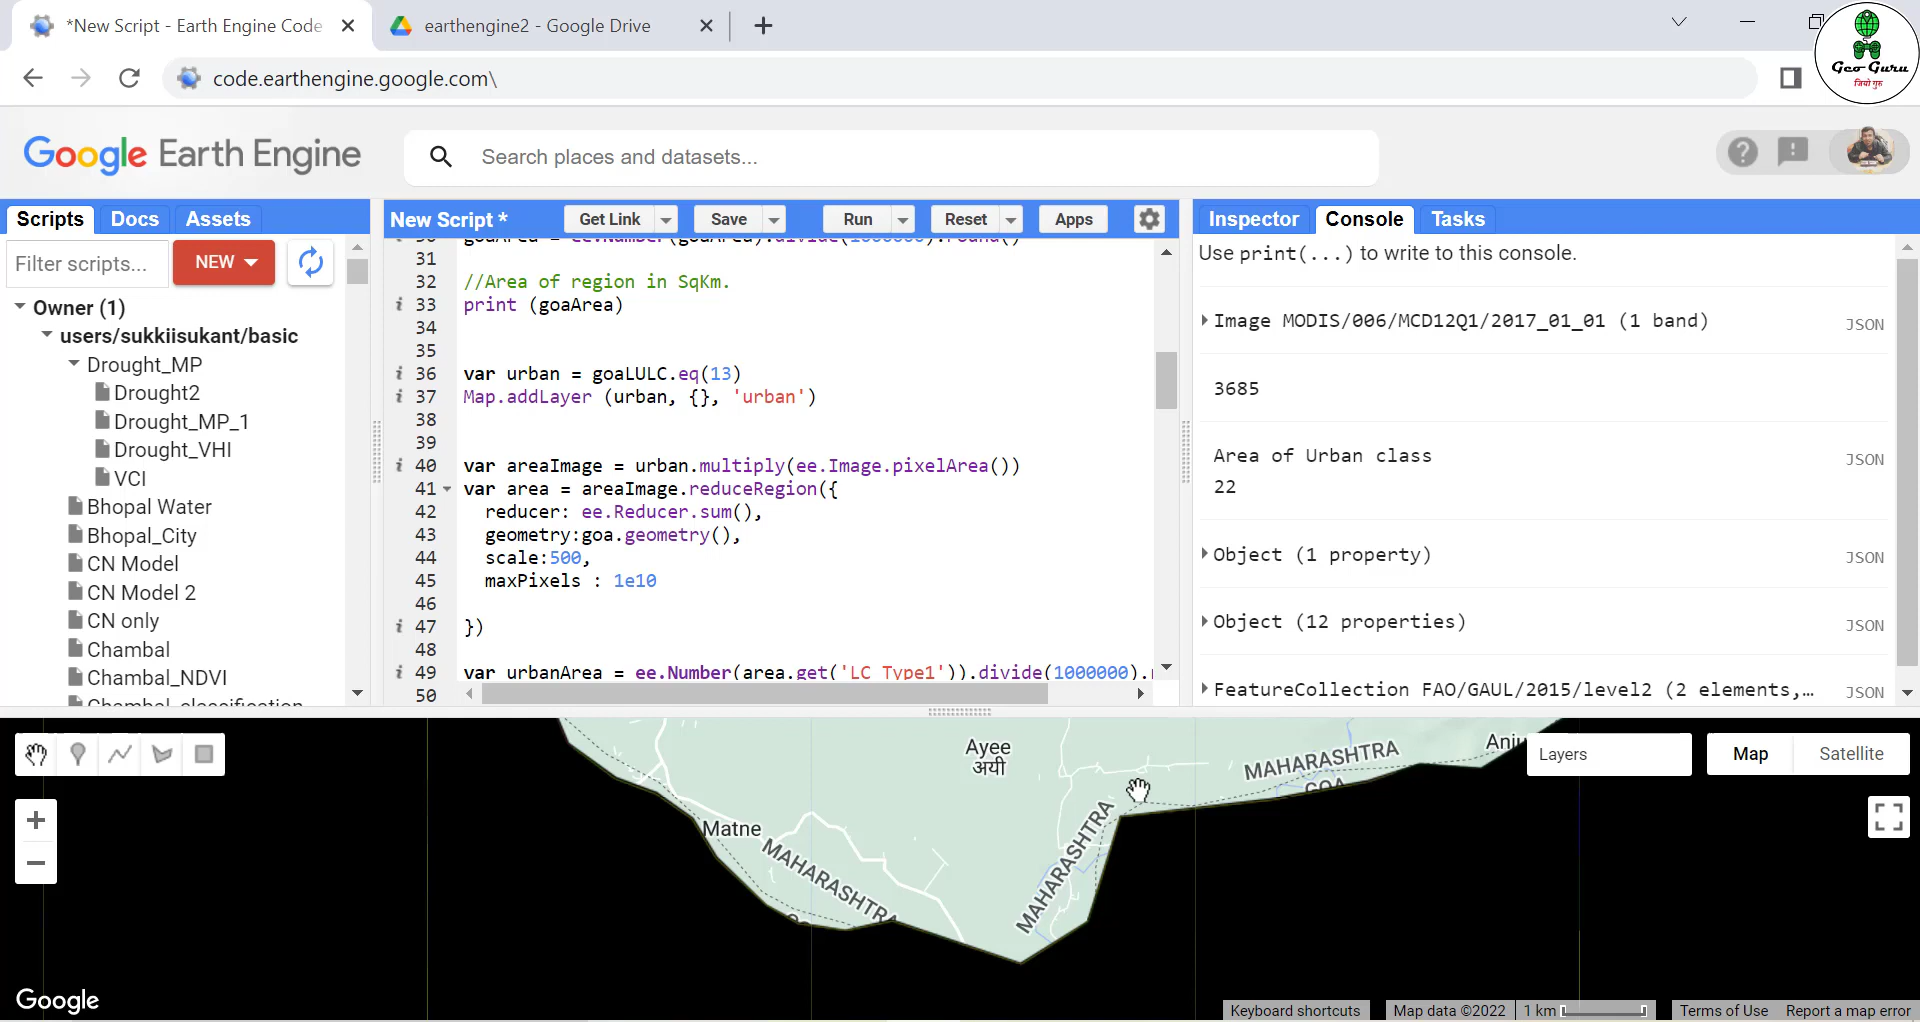 *New Script - Earth Engine Code
earthengine2 - Google Drive
code.earthengine.google.com\
Geo Guru
जियो गुरु
Google Earth Engine
Search places and datasets...
Scripts
Docs
Assets
Filter scripts...
NEW
Owner (1)
users/sukkiisukant/basic
Drought_MP
Drought2
Drought_MP_1
Drought_VHI
VCI
Bhopal Water
Bhopal_City
CN Model
CN Model 2
CN only
Chambal
Chambal_NDVI
Chambal_classification
New Script *
Get Link
Save
Run
Reset
Apps
31
32 //Area of region in SqKm.
i 33 print (goaArea)
34
35
i 36 var urban = goaLULC.eq(13)
i 37 Map.addLayer (urban, {}, 'urban')
38
39
i 40 var areaImage = urban.multiply(ee.Image.pixelArea())
41 var area = areaImage.reduceRegion({
42 reducer: ee.Reducer.sum(),
43 geometry:goa.geometry(),
44 scale:500,
45 maxPixels : 1e10
46
i 47 })
48
i 49 var urbanArea = ee.Number(area.get('LC_Type1')).divide(1000000).
50
Inspector
Console
Tasks
Use print(...) to write to this console.
Image MODIS/006/MCD12Q1/2017_01_01 (1 band)
JSON
3685
Area of Urban class
JSON
22
Object (1 property)
JSON
Object (12 properties)
JSON
FeatureCollection FAO/GAUL/2015/level2 (2 elements,…
JSON
Ayee
अयी
Matne
MAHARASHTRA
MAHARASHTRA
MAHARASHTRA
GOA
Layers
Map
Satellite
Google
Keyboard shortcuts
Map data ©2022
1 km
Terms of Use
Report a map error